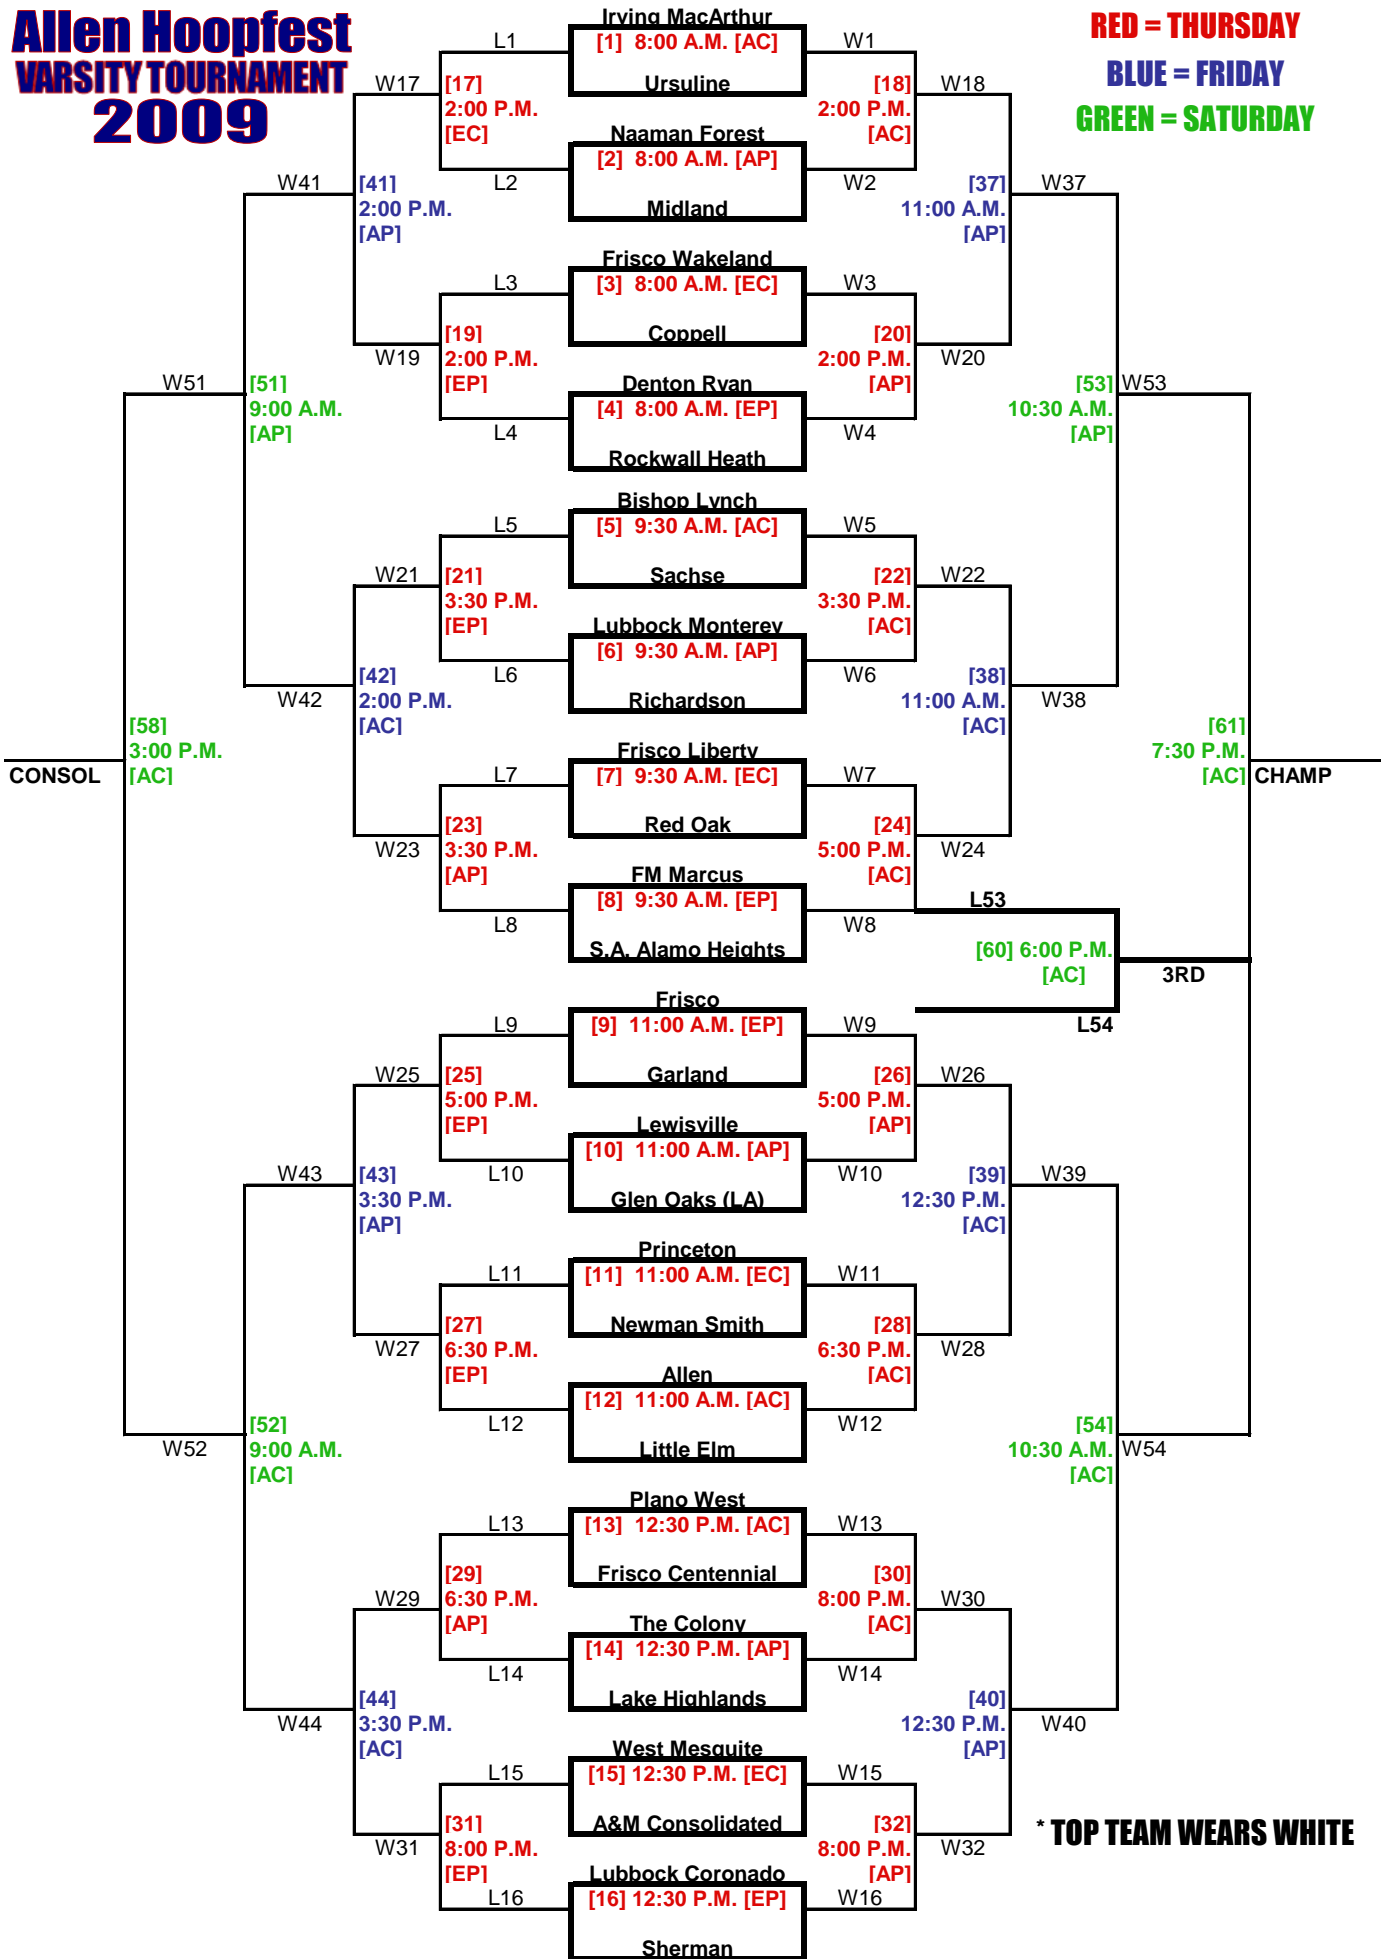 Allen Hoopfest
VARSITY TOURNAMENT
2009
RED = THURSDAY
BLUE = FRIDAY
GREEN = SATURDAY
Irving MacArthur
L1 [1] 8:00 A.M. [AC] W1
Ursuline
W17 [17] [18] W18
2:00 P.M. 2:00 P.M.
[EC] [AC]
Naaman Forest
[2] 8:00 A.M. [AP]
L2 W2
Midland
W41 [41] [37] W37
2:00 P.M. 11:00 A.M.
[AP] [AP]
Frisco Wakeland
L3 [3] 8:00 A.M. [EC] W3
Coppell
[19] [20]
W19 2:00 P.M. 2:00 P.M. W20
[EP] [AP]
Denton Ryan
W51 [51] [53] W53
9:00 A.M. [4] 8:00 A.M. [EP] 10:30 A.M.
[AP] L4 W4 [AP]
Rockwall Heath
Bishop Lynch
L5 [5] 9:30 A.M. [AC] W5
Sachse
W21 [21] [22] W22
3:30 P.M. 3:30 P.M.
[EP] [AC]
Lubbock Monterey
[6] 9:30 A.M. [AP]
L6 W6
Richardson
[42] [38]
W42 2:00 P.M. 11:00 A.M. W38
[AC] [AC]
[58] [61]
3:00 P.M. 7:30 P.M.
CONSOL [AC] [AC] CHAMP
Frisco Liberty
L7 [7] 9:30 A.M. [EC] W7
Red Oak
[23] [24]
W23 3:30 P.M. 5:00 P.M. W24
[AP] [AC]
FM Marcus
[8] 9:30 A.M. [EP] L53
L8 W8
S.A. Alamo Heights
[60] 6:00 P.M.
[AC] 3RD
L54
Frisco
L9 [9] 11:00 A.M. [EP] W9
Garland
W25 [25] [26] W26
5:00 P.M. 5:00 P.M.
[EP] [AP]
Lewisville
[10] 11:00 A.M. [AP]
L10 W10
Glen Oaks (LA)
W43 [43] [39] W39
3:30 P.M. 12:30 P.M.
[AP] [AC]
Princeton
L11 [11] 11:00 A.M. [EC] W11
Newman Smith
[27] [28]
W27 6:30 P.M. 6:30 P.M. W28
[EP] [AC]
Allen
[12] 11:00 A.M. [AC]
L12 W12
Little Elm
[52] [54]
W52 9:00 A.M. 10:30 A.M. W54
[AC] [AC]
Plano West
L13 [13] 12:30 P.M. [AC] W13
Frisco Centennial
W29 [29] [30] W30
6:30 P.M. 8:00 P.M.
[AP] [AC]
The Colony
[14] 12:30 P.M. [AP]
L14 W14
Lake Highlands
[44] [40]
W44 3:30 P.M. 12:30 P.M. W40
[AC] [AP]
West Mesquite
L15 [15] 12:30 P.M. [EC] W15
A&M Consolidated
[31] [32]
W31 8:00 P.M. 8:00 P.M. W32
[EP] [AP]
* TOP TEAM WEARS WHITE
Lubbock Coronado
L16 [16] 12:30 P.M. [EP] W16
Sherman